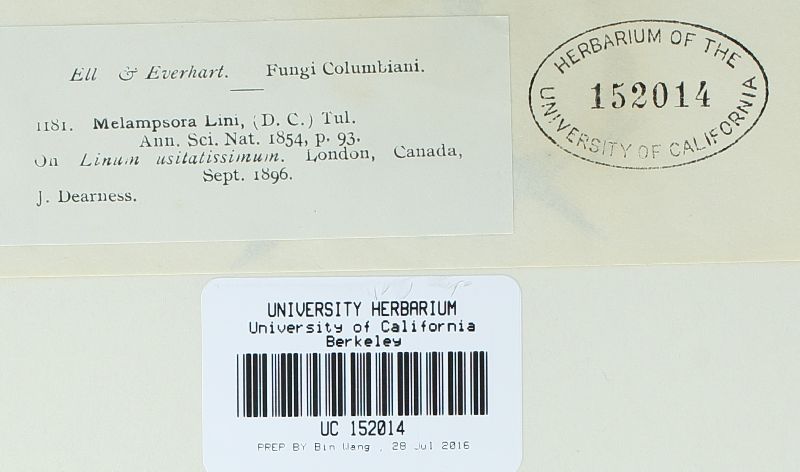 Ell & Everhart. Fungi Columbiani.
1181. Melampsora Lini, (D. C.) Tul.
Ann. Sci. Nat. 1854, p. 93.
On Linum usitatissimum. London, Canada,
Sept. 1896.
J. Dearness.
HERBARIUM OF THE
152014
UNIVERSITY OF CALIFORNIA
UNIVERSITY HERBARIUM
University of California
Berkeley
UC 152014
PREP BY Bin Wang , 28 Jul 2016